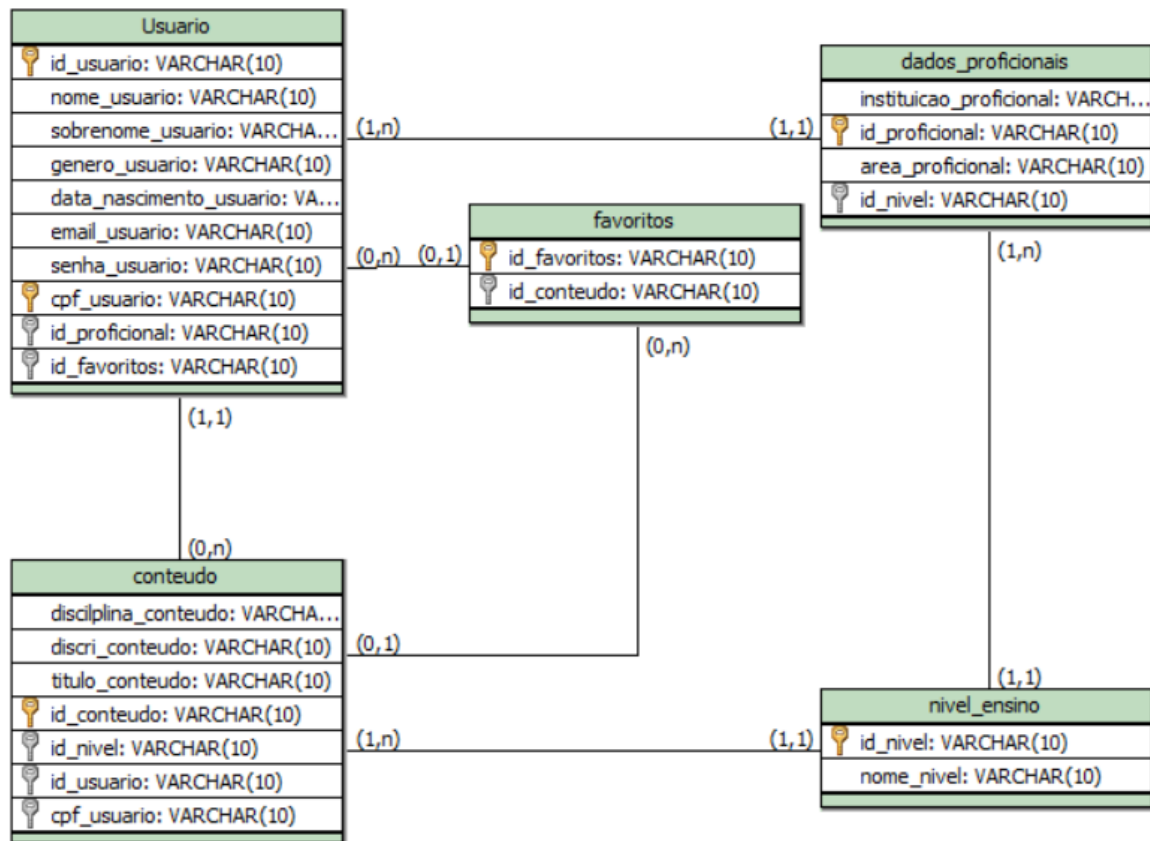 Usuario
id_usuario: VARCHAR(10)
nome_usuario: VARCHAR(10)
sobrenome_usuario: VARCHA...
genero_usuario: VARCHAR(10)
data_nascimento_usuario: VA...
email_usuario: VARCHAR(10)
senha_usuario: VARCHAR(10)
cpf_usuario: VARCHAR(10)
id_proficional: VARCHAR(10)
id_favoritos: VARCHAR(10)
(1,n)
(1,1)
dados_proficionais
instituicao_proficional: VARCH...
id_proficional: VARCHAR(10)
area_proficional: VARCHAR(10)
id_nivel: VARCHAR(10)
(0,n)
(0,1)
favoritos
id_favoritos: VARCHAR(10)
id_conteudo: VARCHAR(10)
(1,n)
(0,n)
(1,1)
(0,n)
conteudo
discilplina_conteudo: VARCHA...
discri_conteudo: VARCHAR(10)
titulo_conteudo: VARCHAR(10)
id_conteudo: VARCHAR(10)
id_nivel: VARCHAR(10)
id_usuario: VARCHAR(10)
cpf_usuario: VARCHAR(10)
(0,1)
(1,n)
(1,1)
(1,1)
nivel_ensino
id_nivel: VARCHAR(10)
nome_nivel: VARCHAR(10)